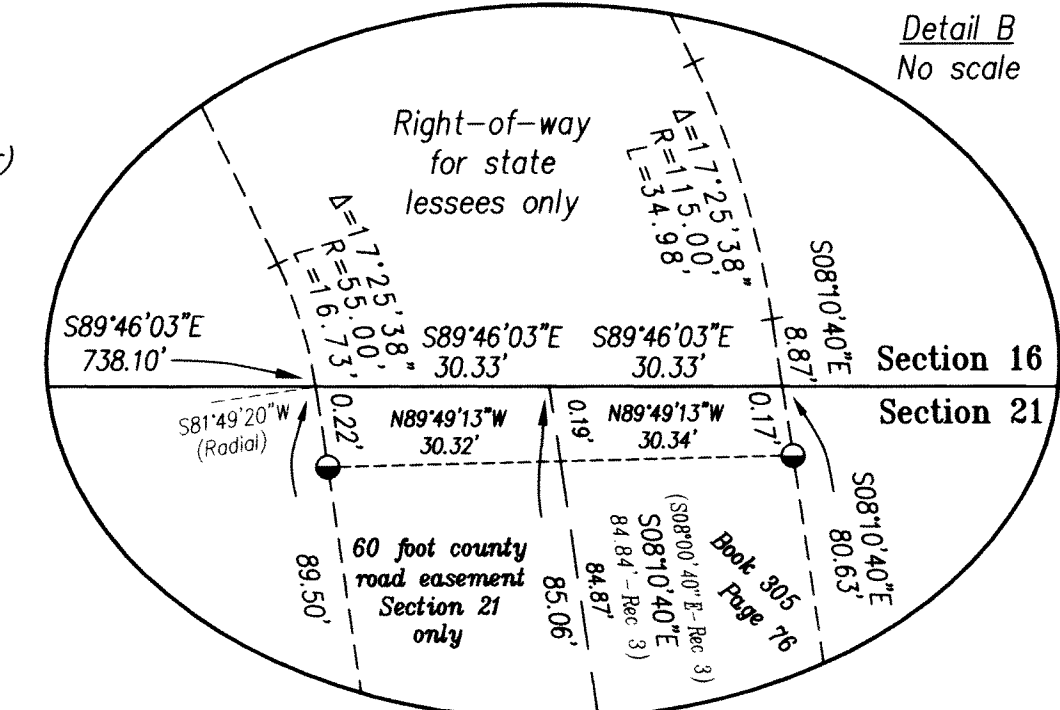 Detail B
No scale
Right-of-way
for state
lessees only
Δ=17°25'38"
R=115.00'
L=34.98'
Δ=17°25'38"
R=55.00'
L=16.73'
S08°10'40"E
8.87'
S89°46'03"E
738.10'
S89°46'03"E
30.33'
S89°46'03"E
30.33'
Section 16
Section 21
S81°49'20"W
(Radial)
0.22'
N89°49'13"W
30.32'
0.19'
N89°49'13"W
30.34'
0.17'
S08°10'40"E
80.63'
89.50'
60 foot county
road easement
Section 21
only
84.87'
85.06'
(S08°00'40"E-Rec 3)
S08°10'40"E
84.84'-Rec 3)
Book 305
Page 76